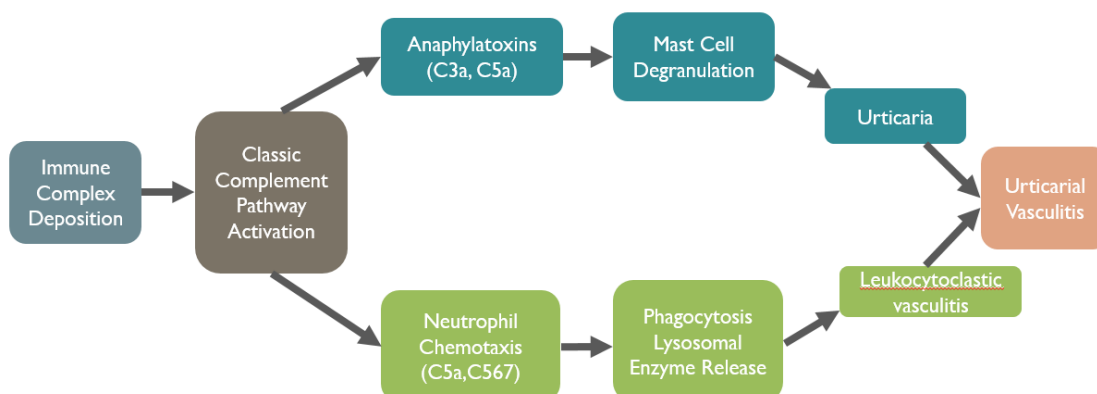 Immune
Complex
Deposition
Classic
Complement
Pathway
Activation
Anaphylatoxins
(C3a, C5a)
Mast Cell
Degranulation
Urticaria
Neutrophil
Chemotaxis
(C5a,C567)
Phagocytosis
Lysosomal
Enzyme Release
Leukocytoclastic
vasculitis
Urticarial
Vasculitis